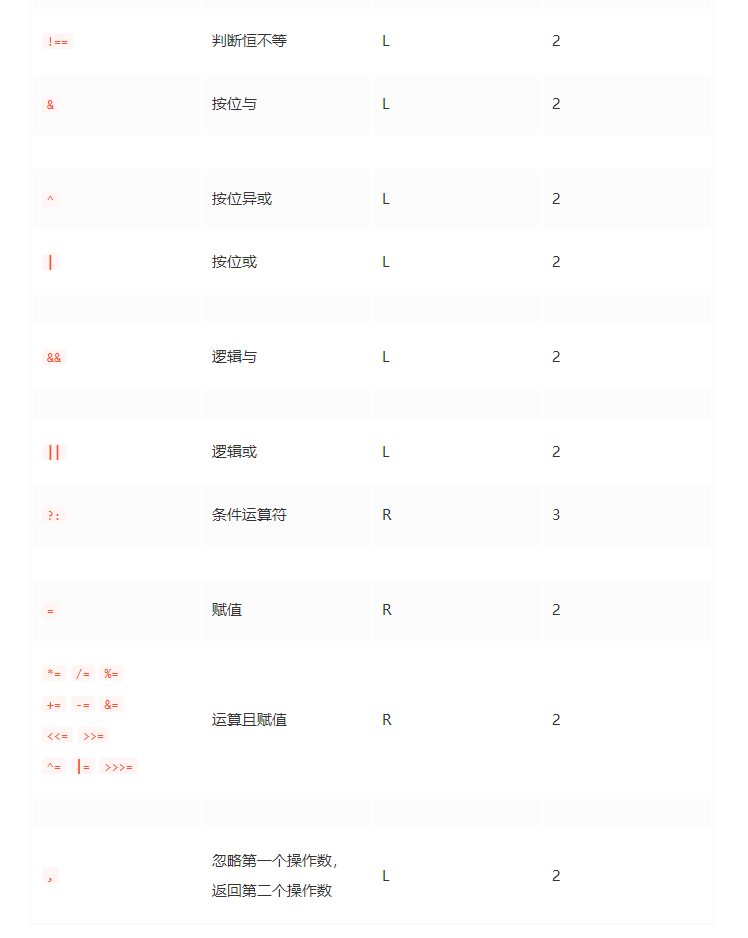 !== 判断恒不等 L 2
& 按位与 L 2
^ 按位异或 L 2
| 按位或 L 2
&& 逻辑与 L 2
|| 逻辑或 L 2
?: 条件运算符 R 3
= 赋值 R 2
*= /= %=
+= -= &=
<<= >>=
^= |= >>>=
运算且赋值 R 2
, 忽略第一个操作数,
返回第二个操作数 L 2